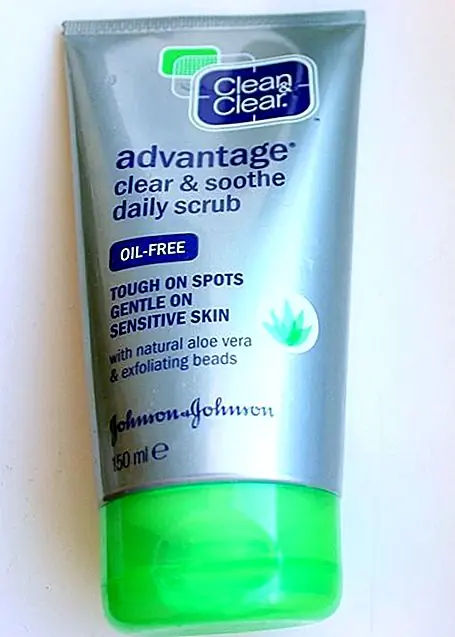 Clean &
Clear.
advantage®
clear & soothe
daily scrub
OIL-FREE
TOUGH ON SPOTS
GENTLE ON
SENSITIVE SKIN
with natural aloe vera
& exfoliating beads
Johnson & Johnson
150 ml ℮